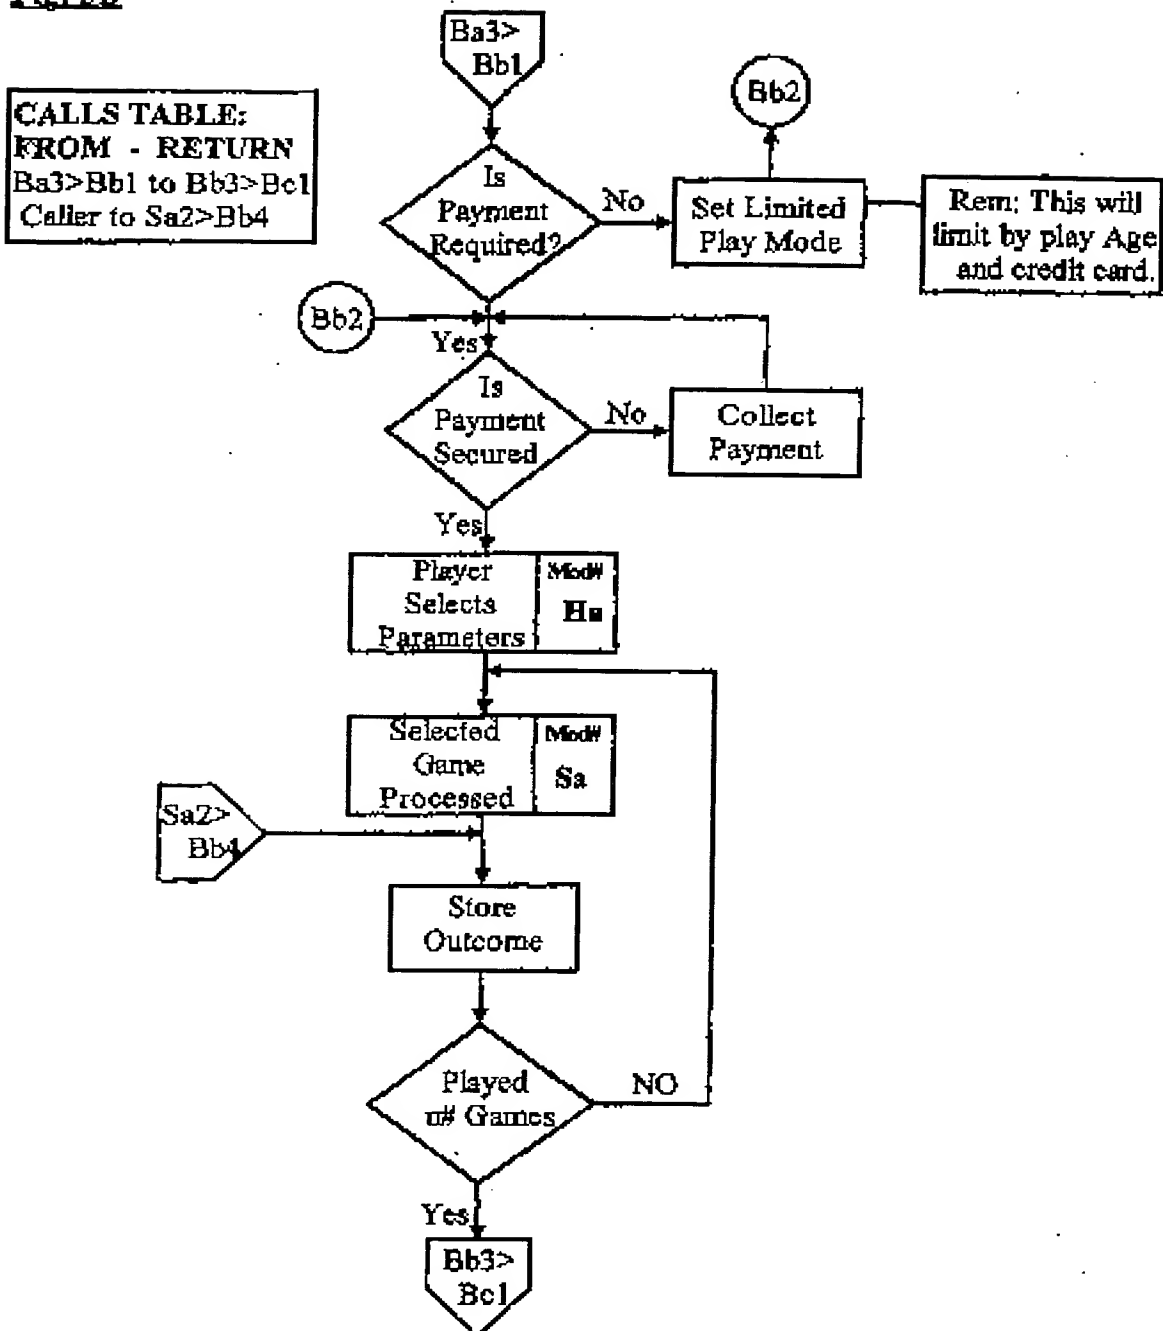 Ba3>
Bb1
Bb2
CALLS TABLE:
FROM - RETURN
Ba3>Bb1 to Bb3>Bc1
Caller to Sa2>Bb4
Is
Payment
Required?
No
Set Limited
Play Mode
Rem: This will
limit by play Age
and credit card.
Bb2
Yes
Is
Payment
Secured
No
Collect
Payment
Yes
Player
Selects
Parameters
Mod#
Selected
Game
Processed
Mod#
Sa
Sa2>
Bb4
Store
Outcome
Played
n# Games
NO
Yes
Bb3>
Bc1